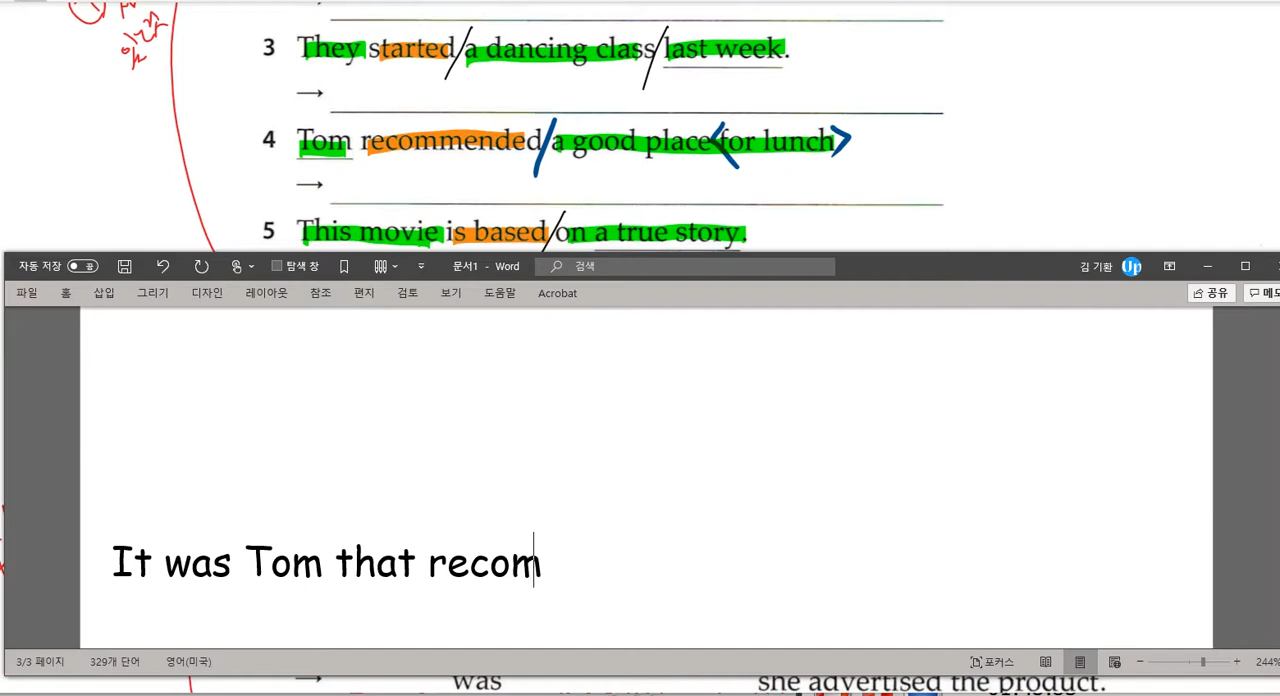 3 They started/a dancing class/last week.
→
4 Tom recommended/a good place<for lunch>
→
5 This movie is based/on a true story.
자동 저장 탐색 창 문서1 - Word 검색 김 기환 Up
파일 홈 삽입 그리기 디자인 레이아웃 참조 편지 검토 보기 도움말 Acrobat 공유
It was Tom that recom
3/3 페이지 329개 단어 영어(미국) 포커스 - + 244%
→ was she advertised the product.